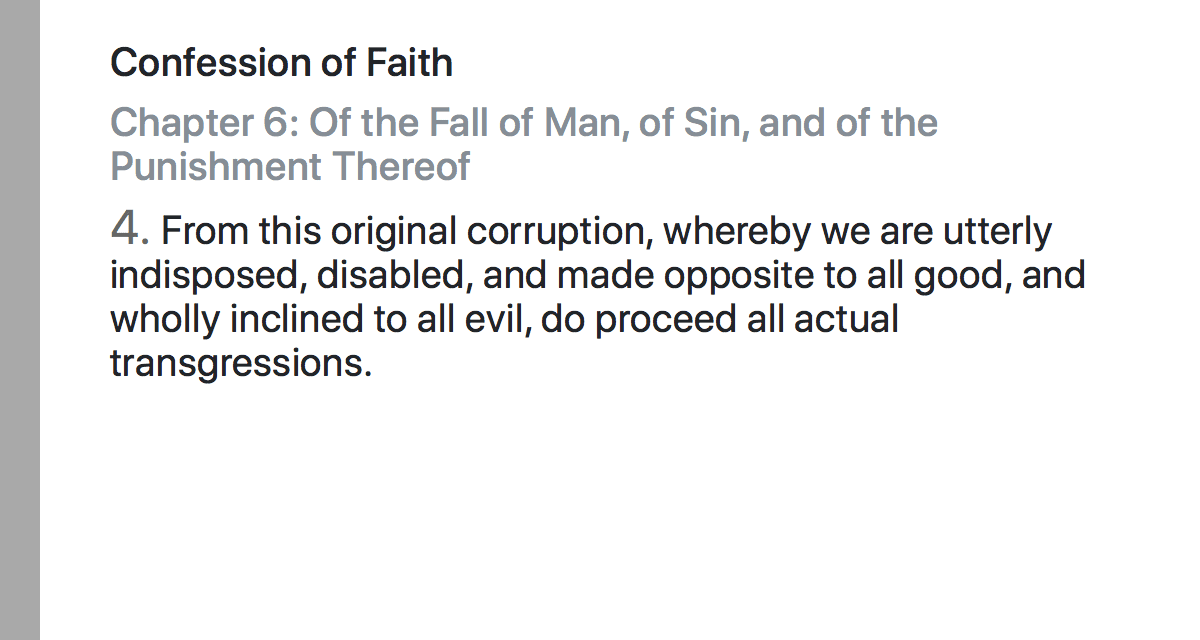 Confession of Faith
Chapter 6: Of the Fall of Man, of Sin, and of the
Punishment Thereof
4. From this original corruption, whereby we are utterly
indisposed, disabled, and made opposite to all good, and
wholly inclined to all evil, do proceed all actual
transgressions.